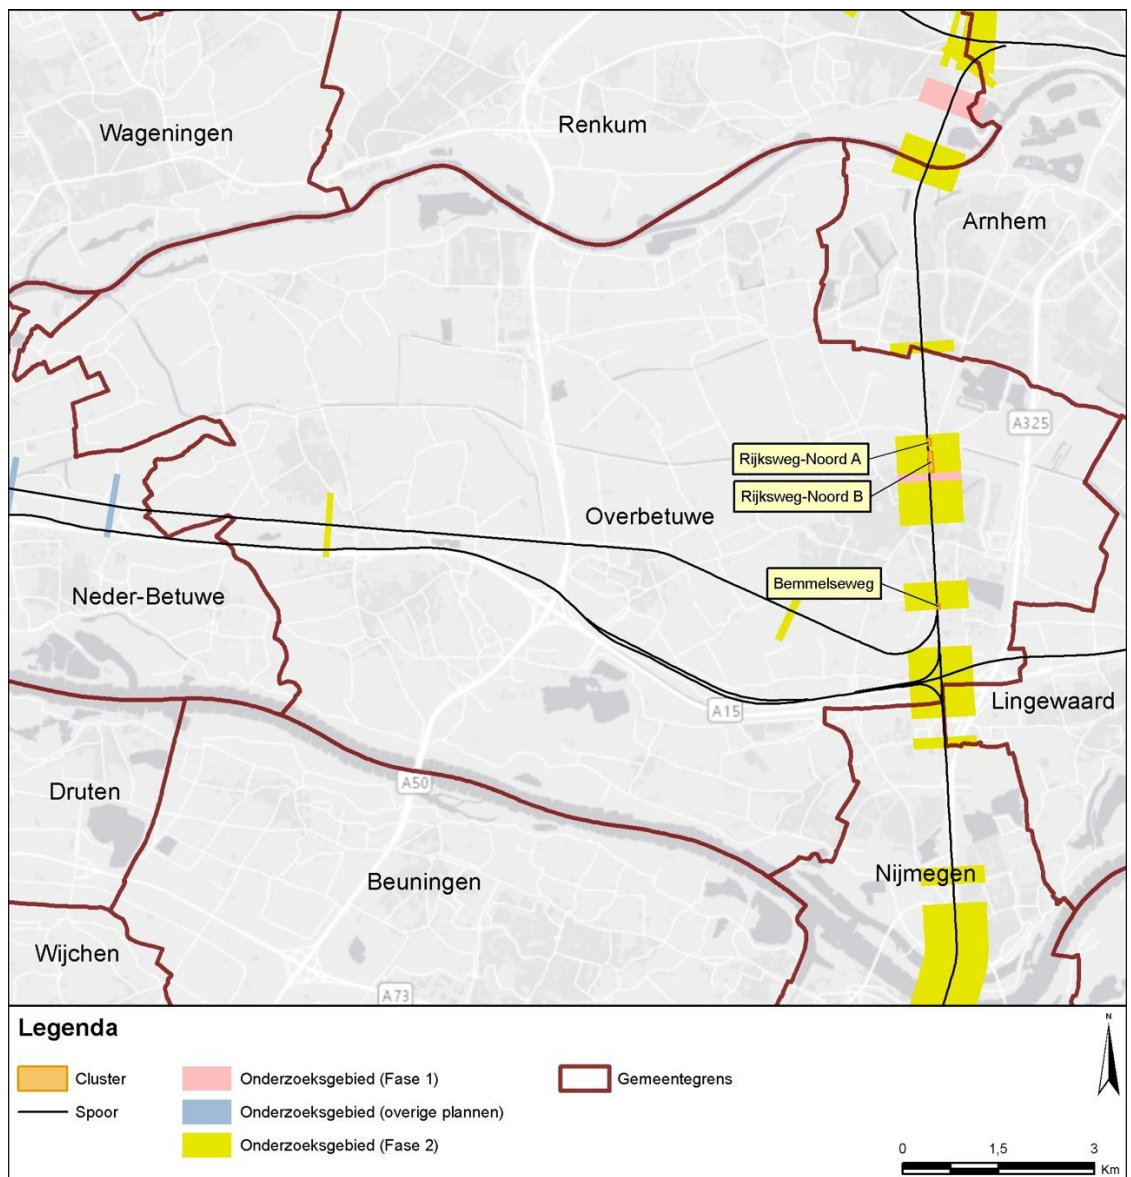 Wageningen
Renkum
Arnhem
A325
Rijksweg-Noord A
Rijksweg-Noord B
Overbetuwe
Bemmelseweg
Neder-Betuwe
Lingewaard
A15
A50
Druten
Beuningen
Nijmegen
Wijchen
A73
Legenda
Cluster
Spoor
Onderzoeksgebied (Fase 1)
Onderzoeksgebied (overige plannen)
Onderzoeksgebied (Fase 2)
Gemeentegrens
N
0 1,5 3
Km